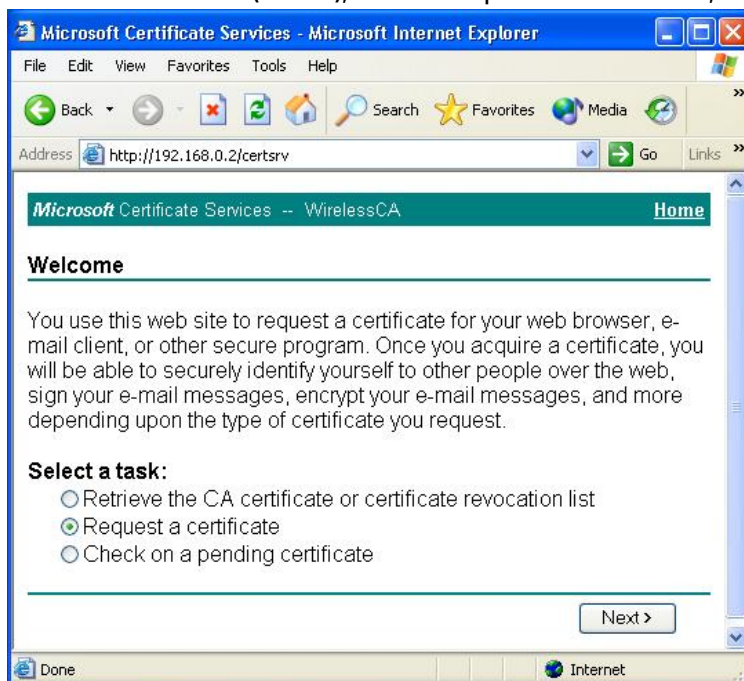 Microsoft Certificate Services - Microsoft Internet Explorer
File Edit View Favorites Tools Help
Back Search Favorites Media »
Address http://192.168.0.2/certsrv Go Links »
Microsoft Certificate Services -- WirelessCA Home
Welcome
You use this web site to request a certificate for your web browser, e-
mail client, or other secure program. Once you acquire a certificate, you
will be able to securely identify yourself to other people over the web,
sign your e-mail messages, encrypt your e-mail messages, and more
depending upon the type of certificate you request.
Select a task:
Retrieve the CA certificate or certificate revocation list
Request a certificate
Check on a pending certificate
Next >
Done Internet